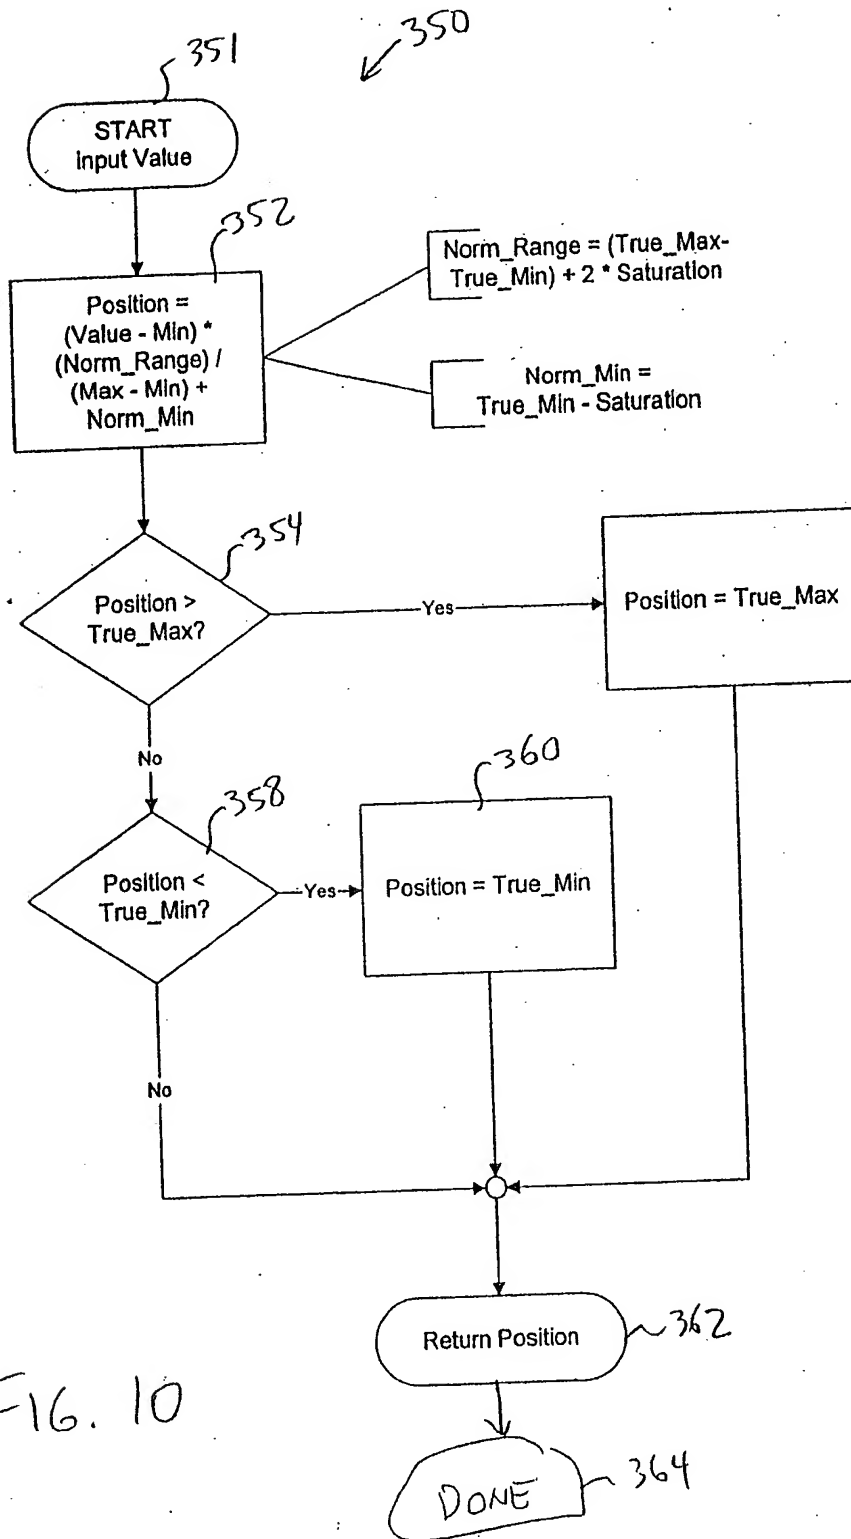 350
351
START
input Value
352
Position =
(Value - Min) *
(Norm_Range) /
(Max - Min) +
Norm_Min
Norm_Range = (True_Max-
True_Min) + 2 * Saturation
Norm_Min =
True_Min - Saturation
354
Position >
True_Max?
Yes
Position = True_Max
No
358
Position <
True_Min?
Yes
360
Position = True_Min
No
Return Position
362
FIG. 10
DONE
364